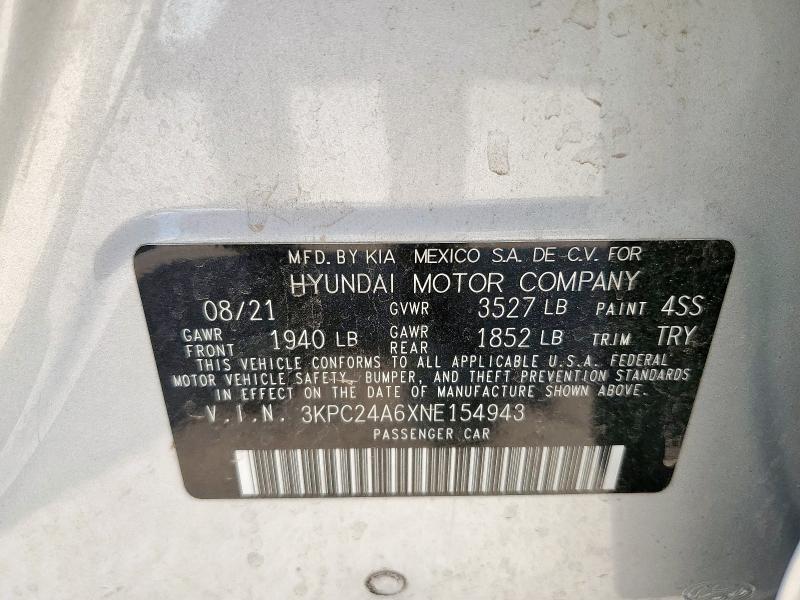 MFD. BY KIA MEXICO S.A. DE C.V. FOR
HYUNDAI MOTOR COMPANY
08/21 GVWR 3527 LB PAINT 4SS
GAWR FRONT 1940 LB GAWR REAR 1852 LB TRIM TRY
THIS VEHICLE CONFORMS TO ALL APPLICABLE U.S.A. FEDERAL
MOTOR VEHICLE SAFETY, BUMPER, AND THEFT PREVENTION STANDARDS
IN EFFECT ON THE DATE OF MANUFACTURE SHOWN ABOVE.
V.I.N. 3KPC24A6XNE154943
PASSENGER CAR